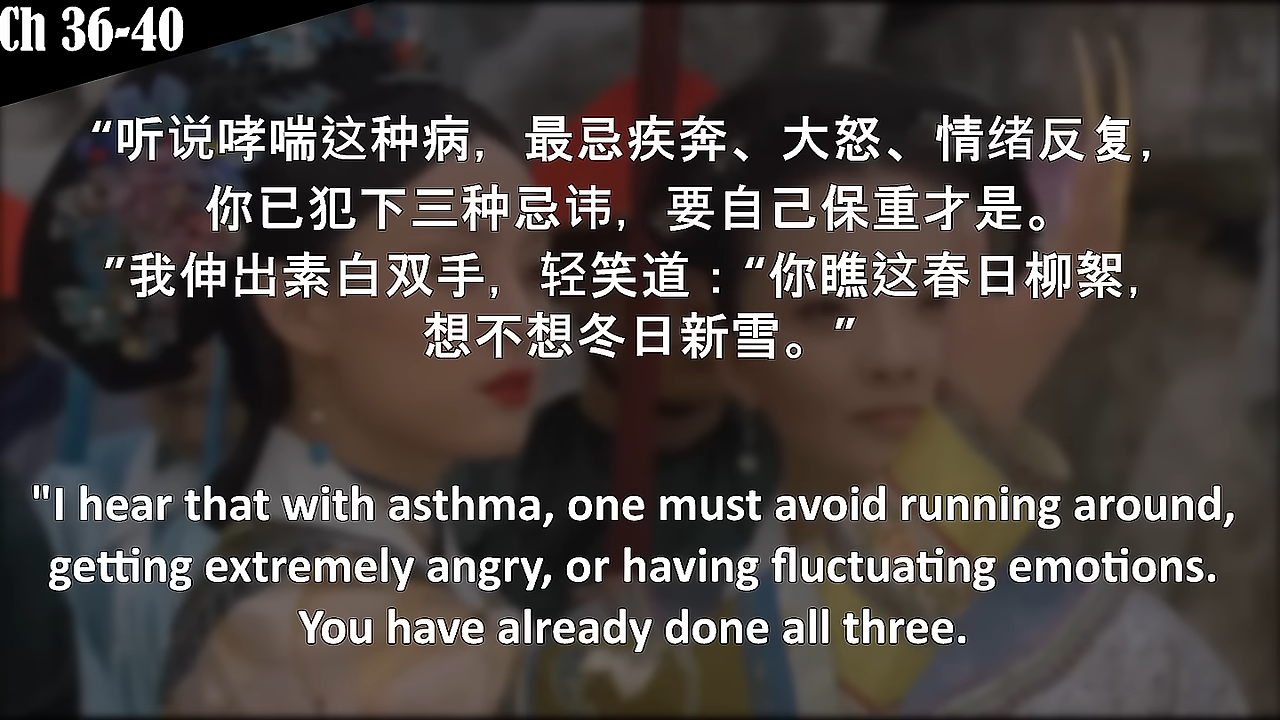 Ch 36-40
“听说哮喘这种病，最忌疾奔、大怒、情绪反复，
你已犯下三种忌讳，要自己保重才是。
”我伸出素白双手，轻笑道：“你瞧这春日柳絮，
想不想冬日新雪。”
"I hear that with asthma, one must avoid running around,
getting extremely angry, or having fluctuating emotions.
You have already done all three.